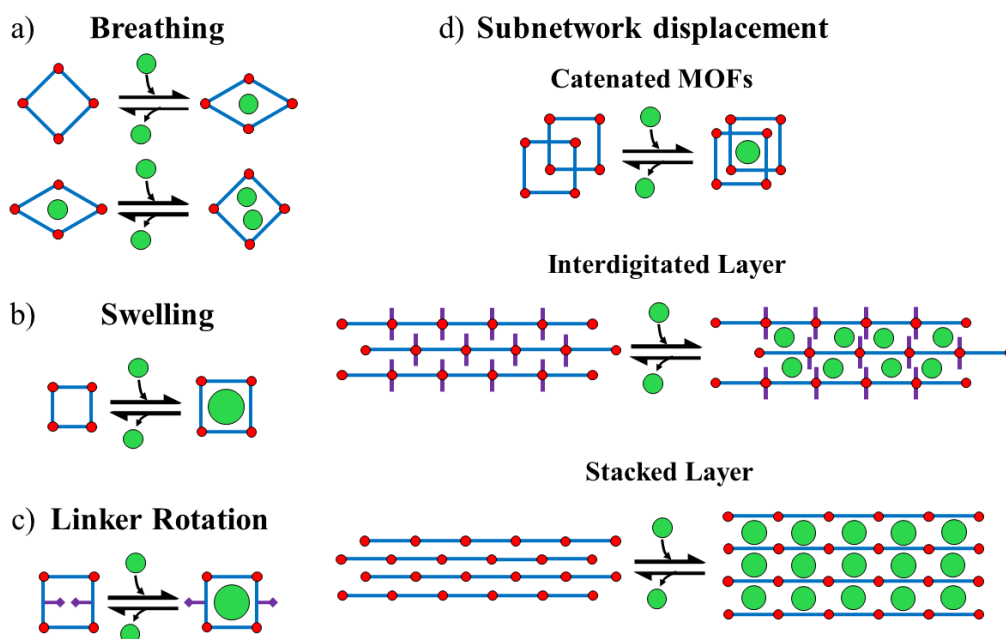 a) Breathing
b) Swelling
c) Linker Rotation
d) Subnetwork displacement
Catenated MOFs
Interdigitated Layer
Stacked Layer